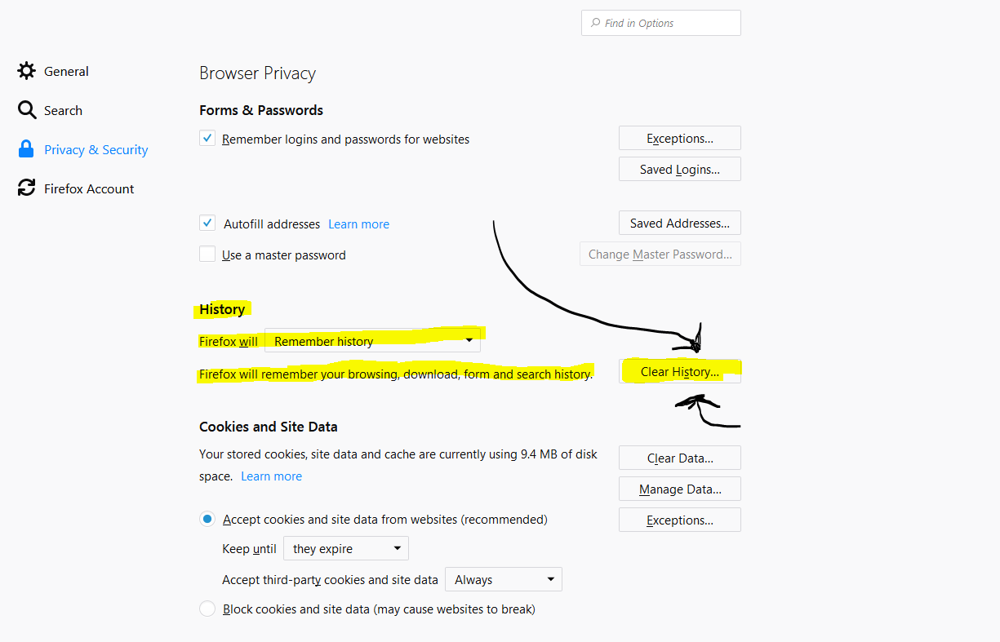 Find in Options
General
Search
Privacy & Security
Firefox Account
Browser Privacy
Forms & Passwords
Remember logins and passwords for websites
Exceptions...
Saved Logins...
Autofill addresses Learn more
Saved Addresses...
Use a master password
Change Master Password...
History
Firefox will Remember history
Firefox will remember your browsing, download, form and search history.
Clear History...
Cookies and Site Data
Your stored cookies, site data and cache are currently using 9.4 MB of disk
space. Learn more
Clear Data...
Manage Data...
Exceptions...
Accept cookies and site data from websites (recommended)
Keep until they expire
Accept third-party cookies and site data Always
Block cookies and site data (may cause websites to break)